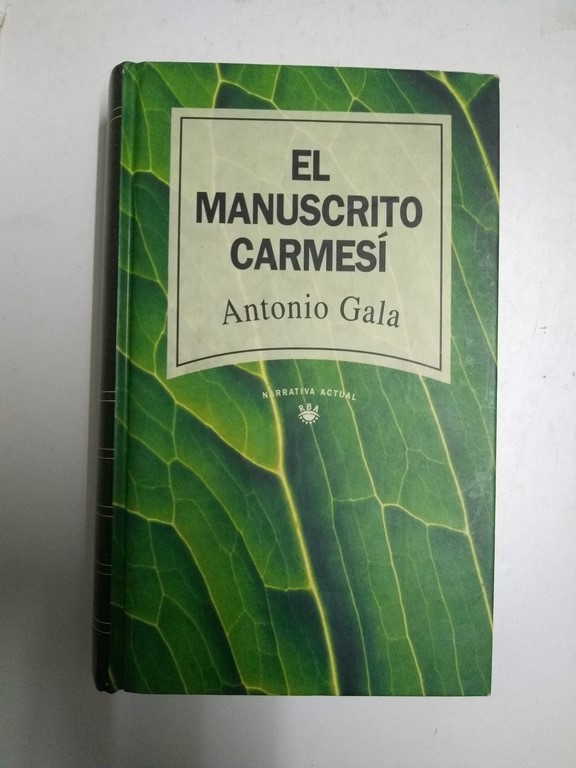 EL
MANUSCRITO
CARMESÍ
Antonio Gala
NARRATIVA ACTUAL
RBA